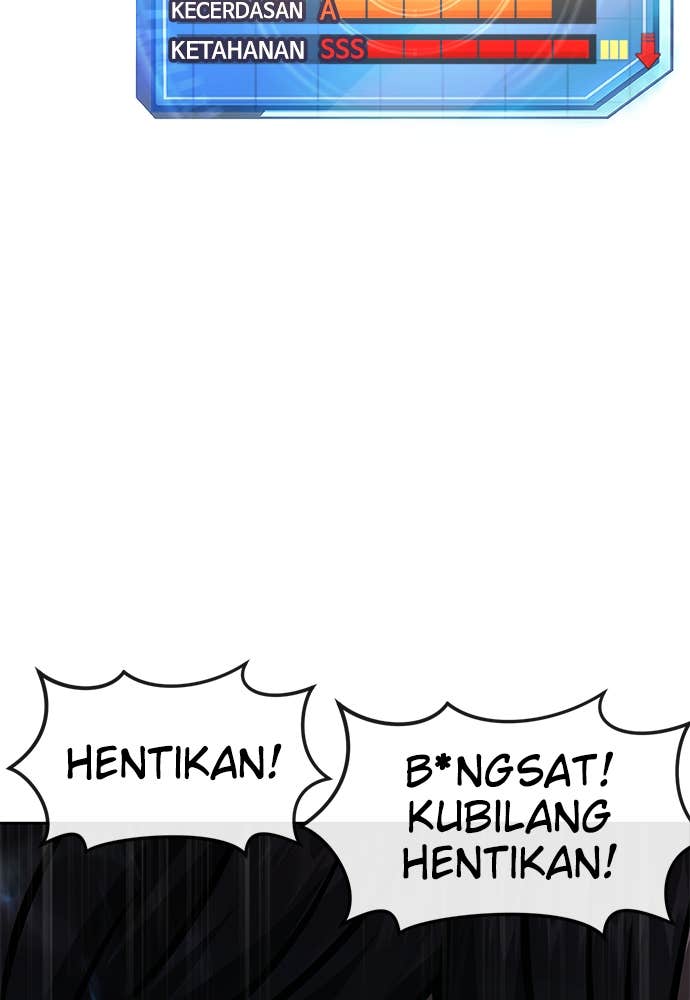 KECERDASAN A
KETAHANAN SSS
HENTIKAN!
B*NGSAT!
KUBILANG
HENTIKAN!